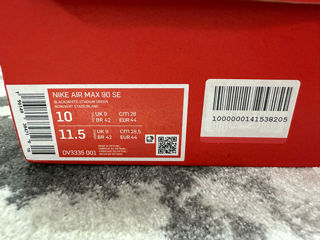 NIKE AIR MAX 90 SE
BLACK/WHITE-STADIUM GREEN
10
UK 9
CM 28
BR 42
EUR 44
11.5
UK 9
CM 28.5
BR 42
EUR 44
DV3335 001
1000000141538205